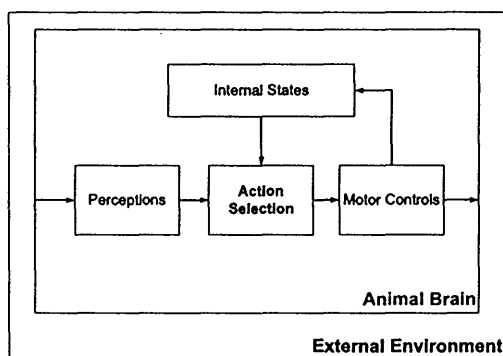 Internal States
Perceptions
Action
Selection
Motor Controls
Animal Brain
External Environment